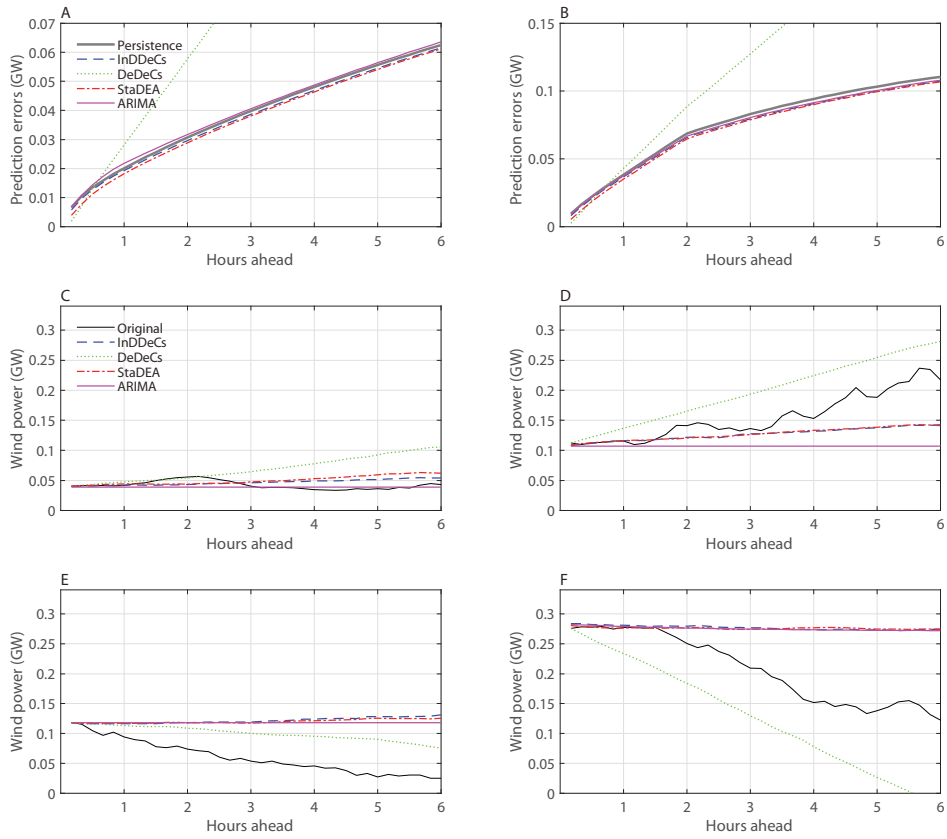 A
B
Prediction errors (GW)
0.07
0.06
0.05
0.04
0.03
0.02
0.01
0
Persistence
InDDeCs
DeDeCs
StaDEA
ARIMA
1 2 3 4 5 6
Hours ahead
Prediction errors (GW)
0.15
0.1
0.05
0
1 2 3 4 5 6
Hours ahead
C
D
Wind power (GW)
0.3
0.25
0.2
0.15
0.1
0.05
0
Original
InDDeCs
DeDeCs
StaDEA
ARIMA
1 2 3 4 5 6
Hours ahead
Wind power (GW)
0.3
0.25
0.2
0.15
0.1
0.05
0
1 2 3 4 5 6
Hours ahead
E
F
Wind power (GW)
0.3
0.25
0.2
0.15
0.1
0.05
0
1 2 3 4 5 6
Hours ahead
Wind power (GW)
0.3
0.25
0.2
0.15
0.1
0.05
0
1 2 3 4 5 6
Hours ahead